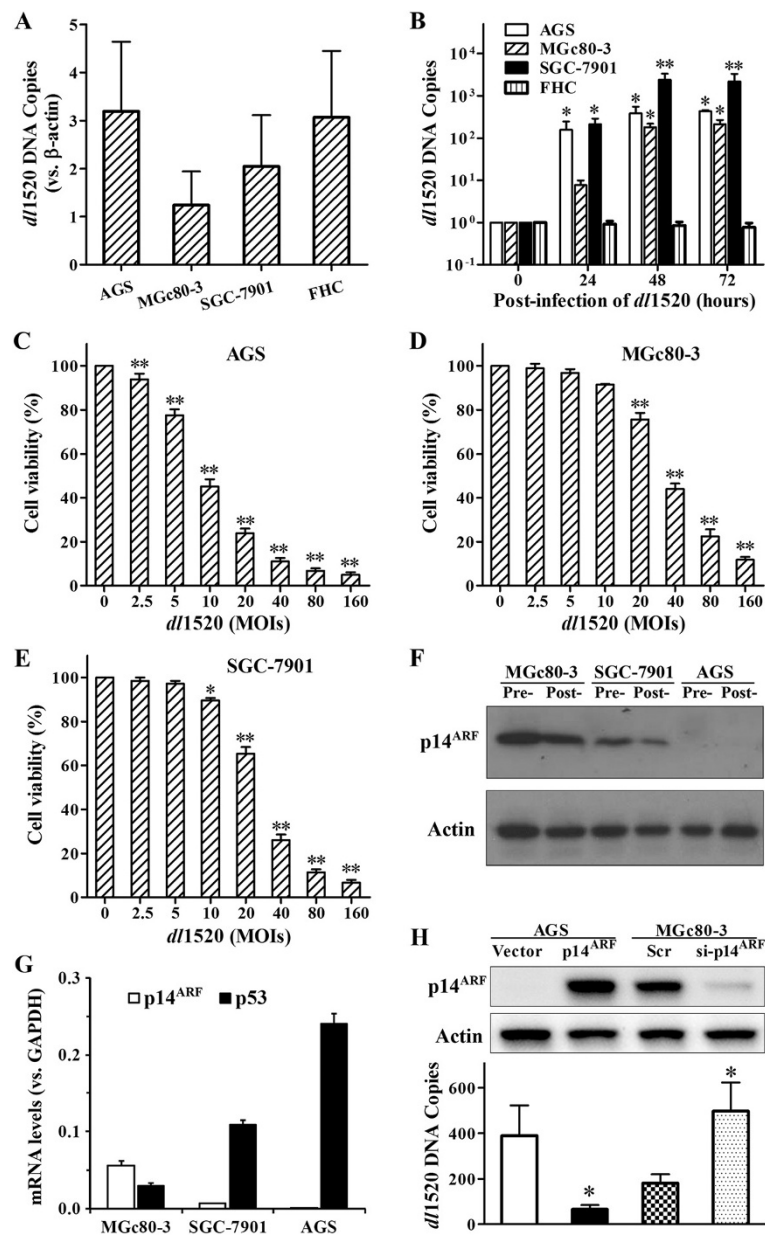 A
dl1520 DNA Copies
(vs. β-actin)
5
4
3
2
1
0
AGS
MGc80-3
SGC-7901
FHC
B
AGS
MGc80-3
SGC-7901
FHC
dl1520 DNA Copies
10⁴
10³
10²
10¹
10⁰
10⁻¹
* * * * ** * * **
0 24 48 72
Post-infection of dl1520 (hours)
C
AGS
Cell viability (%)
100
80
60
40
20
0
** ** ** ** ** ** **
0 2.5 5 10 20 40 80 160
dl1520 (MOIs)
D
MGc80-3
Cell viability (%)
100
80
60
40
20
0
** ** ** **
0 2.5 5 10 20 40 80 160
dl1520 (MOIs)
E
SGC-7901
Cell viability (%)
100
80
60
40
20
0
* ** ** ** **
0 2.5 5 10 20 40 80 160
dl1520 (MOIs)
F
MGc80-3 SGC-7901 AGS
Pre- Post- Pre- Post- Pre- Post-
p14ᴬᴿᶠ
Actin
G
p14ᴬᴿᶠ p53
mRNA levels (vs. GAPDH)
0.3
0.2
0.1
0.0
MGc80-3 SGC-7901 AGS
H
AGS MGc80-3
Vector p14ᴬᴿᶠ Scr si-p14ᴬᴿᶠ
p14ᴬᴿᶠ
Actin
dl1520 DNA Copies
600
400
200
0
* *